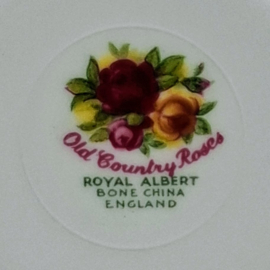 Old Country Roses
ROYAL ALBERT
BONE CHINA
ENGLAND